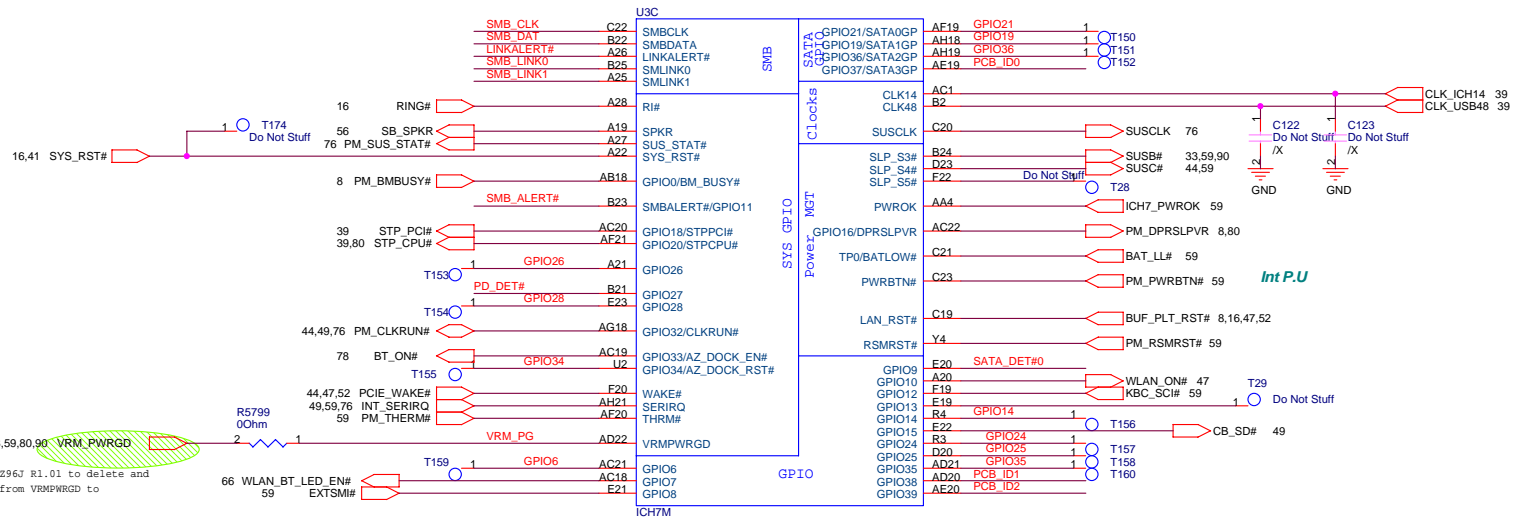 U3C
SMB_CLK C22 SMBCLK
SMB_DAT B22 SMBDATA
LINKALERT# A26 LINKALERT#
SMB_LINK0 B25 SMLINK0
SMB_LINK1 A25 SMLINK1
SMB
SATA GPIO
GPIO21/SATA0GP AF19 GPIO21 1 T150
GPIO19/SATA1GP AH18 GPIO19 1 T151
GPIO36/SATA2GP AH19 GPIO36 1 T152
GPIO37/SATA3GP AE19 PCB_ID0
16 RING# A28 RI#
Clocks
CLK14 AC1 CLK_ICH14 39
CLK48 B2 CLK_USB48 39
SUSCLK C20 SUSCLK 76
1 C122 Do Not Stuff /X 2 GND
1 C123 Do Not Stuff /X 2 GND
1 T174 Do Not Stuff
56 SB_SPKR A19 SPKR
76 PM_SUS_STAT# A27 SUS_STAT#
16,41 SYS_RST# A22 SYS_RST#
8 PM_BMBUSY# AB18 GPIO0/BM_BUSY#
SMB_ALERT# B23 SMBALERT#/GPIO11
39 STP_PCI# AC20 GPIO18/STPPCI#
39,80 STP_CPU# AF21 GPIO20/STPCPU#
T153 1 GPIO26 A21 GPIO26
PD_DET# B21 GPIO27
T154 1 GPIO28 E23 GPIO28
44,49,76 PM_CLKRUN# AG18 GPIO32/CLKRUN#
78 BT_ON# AC19 GPIO33/AZ_DOCK_EN#
T155 1 GPIO34 U2 GPIO34/AZ_DOCK_RST#
44,47,52 PCIE_WAKE# F20 WAKE#
49,59,76 INT_SERIRQ AH21 SERIRQ
59 PM_THERM# AF20 THRM#
SYS GPIO
Power MGT
SLP_S3# B24 SUSB# 33,59,90
SLP_S4# D23 SUSC# 44,59
SLP_S5# F22 Do Not Stuff 1 T28
PWROK AA4 ICH7_PWROK 59
GPIO16/DPRSLPVR AC22 PM_DPRSLPVR 8,80
TP0/BATLOW# C21 BAT_LL# 59
PWRBTN# C23 PM_PWRBTN# 59
Int P.U
LAN_RST# C19 BUF_PLT_RST# 8,16,47,52
RSMRST# Y4 PM_RSMRST# 59
GPIO9 E20 SATA_DET#0
GPIO10 A20 WLAN_ON# 47
GPIO12 F19 KBC_SCI# 59
GPIO13 E19 1 T29 Do Not Stuff
GPIO14 R4 GPIO14 1 T156
GPIO15 E22 CB_SD# 49
GPIO24 R3 GPIO24 1 T157
GPIO25 D20 GPIO25 1 T158
GPIO35 AD21 GPIO35 1 T160
GPIO38 AD20 PCB_ID1
GPIO39 AE20 PCB_ID2
R5799
0Ohm
,59,80,90 VRM_PWRGD 2 1 VRM_PG AD22 VRMPWRGD
Z96J R1.01 to delete and
from VRMPWRGD to
T159 1 GPIO6 AC21 GPIO6
66 WLAN_BT_LED_EN# AC18 GPIO7
59 EXTSMI# E21 GPIO8
GPIO
ICH7M